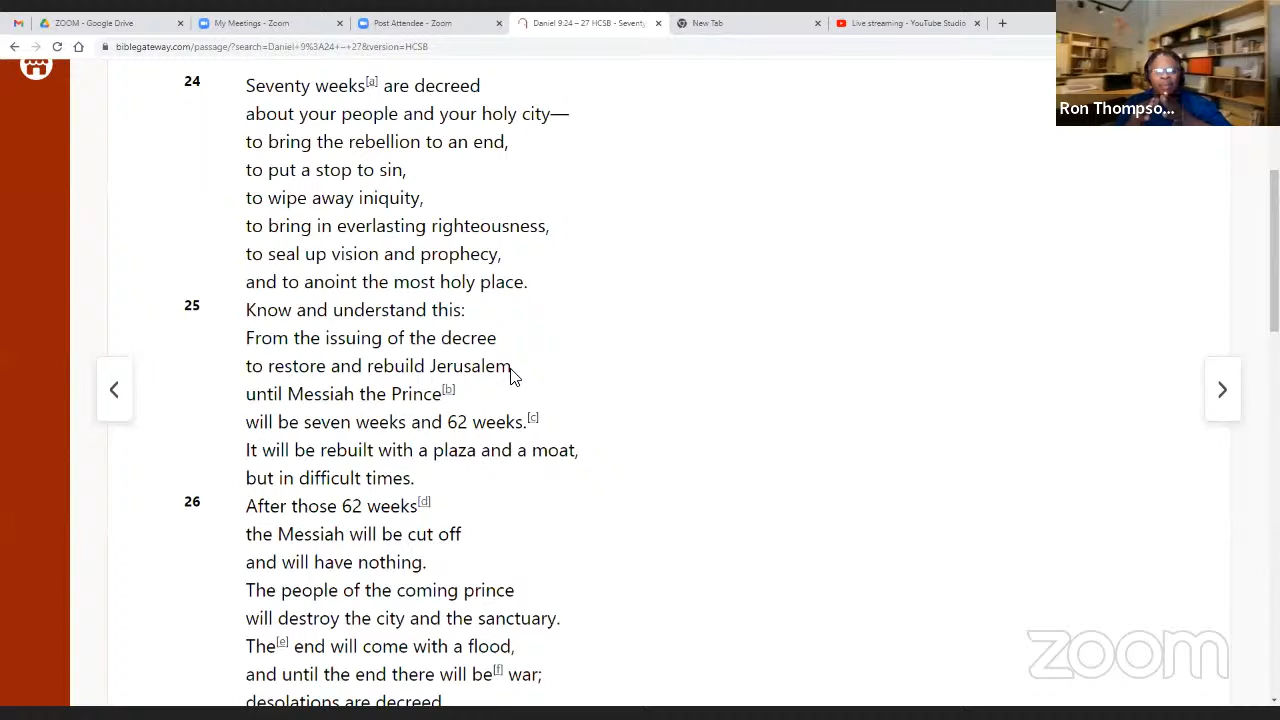 ZOOM - Google Drive
My Meetings - Zoom
Post Attendee - Zoom
Daniel 9:24 – 27 HCSB - Seventy
New Tab
Live streaming - YouTube Studio
biblegateway.com/passage/?search=Daniel+9%3A24+–+27&version=HCSB
Ron Thompso...
24 Seventy weeks[a] are decreed
about your people and your holy city—
to bring the rebellion to an end,
to put a stop to sin,
to wipe away iniquity,
to bring in everlasting righteousness,
to seal up vision and prophecy,
and to anoint the most holy place.
25 Know and understand this:
From the issuing of the decree
to restore and rebuild Jerusalem
until Messiah the Prince[b]
will be seven weeks and 62 weeks.[c]
It will be rebuilt with a plaza and a moat,
but in difficult times.
26 After those 62 weeks[d]
the Messiah will be cut off
and will have nothing.
The people of the coming prince
will destroy the city and the sanctuary.
The[e] end will come with a flood,
and until the end there will be[f] war;
desolations are decreed
zoom